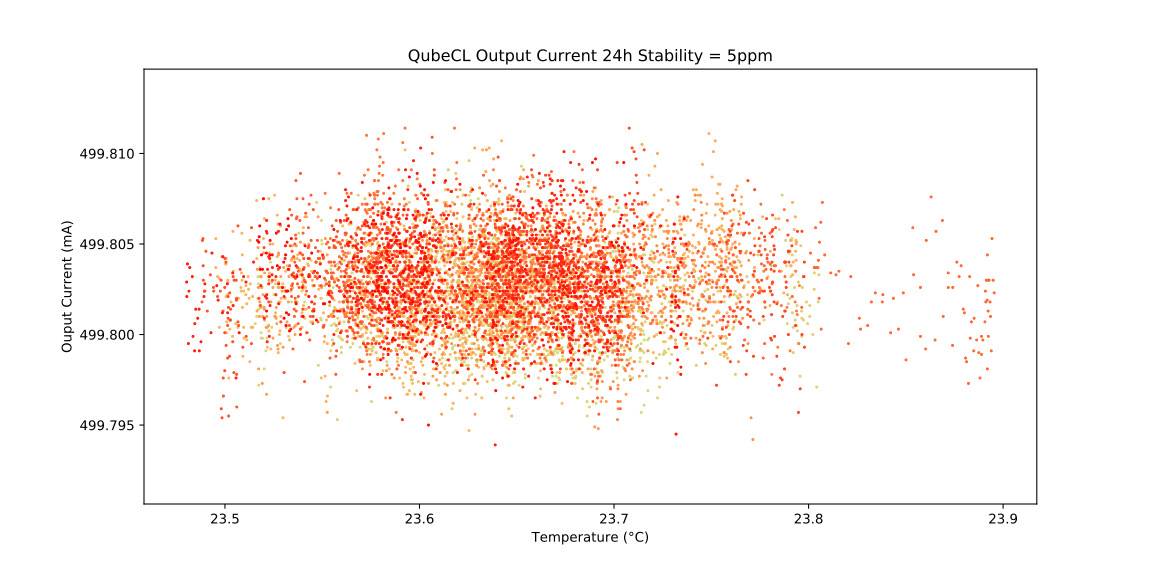 QubeCL Output Current 24h Stability = 5ppm
499.810
499.805
499.800
499.795
Ouput Current (mA)
23.5 23.6 23.7 23.8 23.9
Temperature (°C)